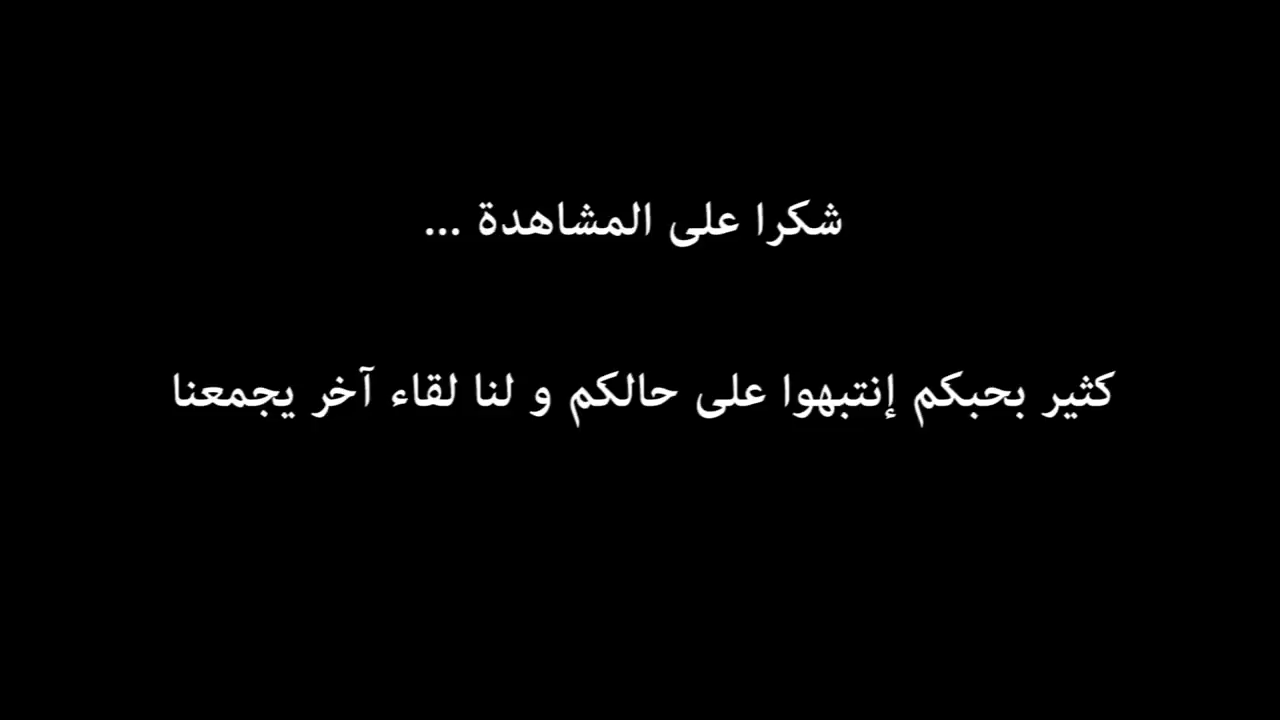 شكرا على المشاهدة ...
كثير بحبكم إنتبهوا على حالكم و لنا لقاء آخر يجمعنا